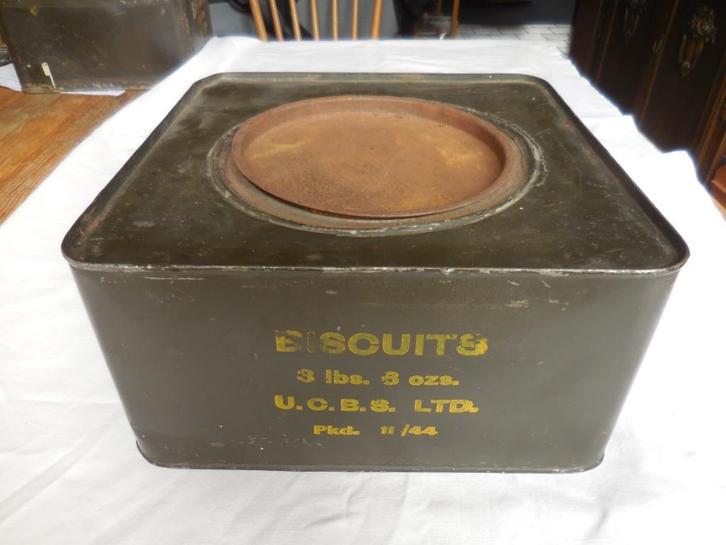 BISCUITS
3 lbs. 8 ozs.
U.C.B.S. LTD.
Pkd. 11/44